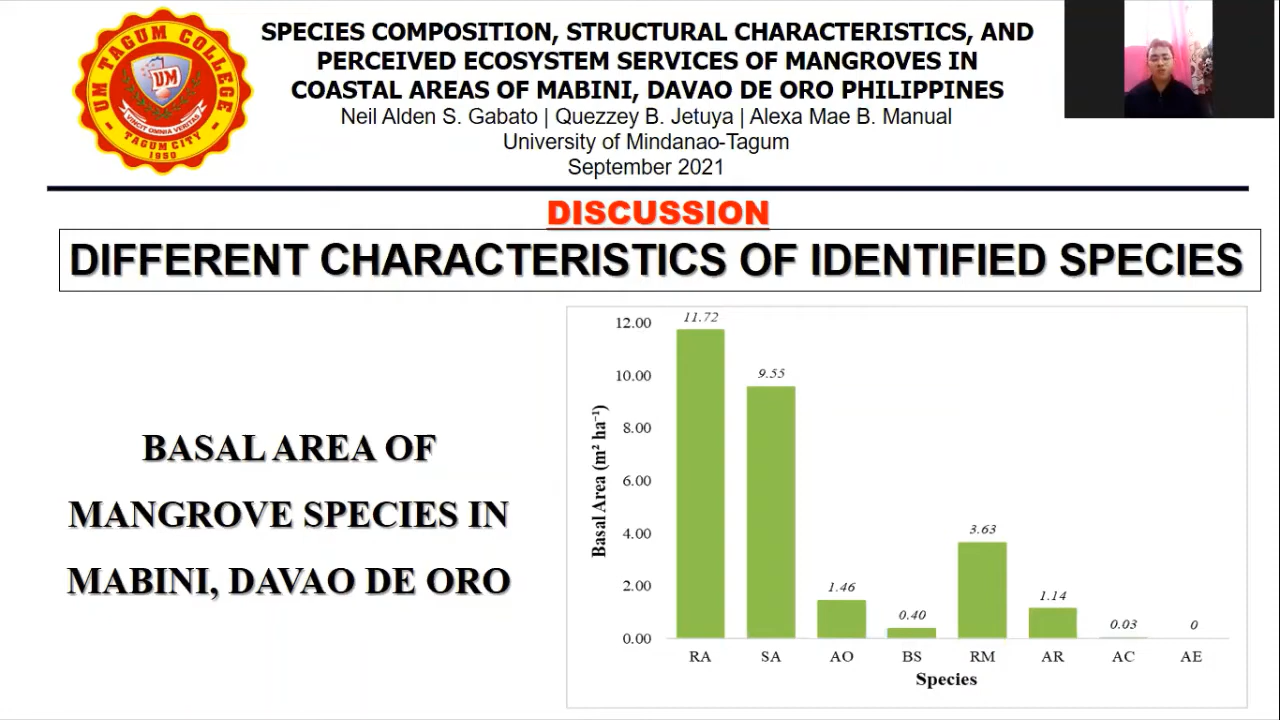 SPECIES COMPOSITION, STRUCTURAL CHARACTERISTICS, AND
PERCEIVED ECOSYSTEM SERVICES OF MANGROVES IN
COASTAL AREAS OF MABINI, DAVAO DE ORO PHILIPPINES
Neil Alden S. Gabato | Quezzey B. Jetuya | Alexa Mae B. Manual
University of Mindanao-Tagum
September 2021
UM TAGUM COLLEGE
UM
VINCIT OMNIA VERITAS
TAGUM CITY
1950
DISCUSSION
DIFFERENT CHARACTERISTICS OF IDENTIFIED SPECIES
BASAL AREA OF
MANGROVE SPECIES IN
MABINI, DAVAO DE ORO
Basal Area (m² ha⁻¹)
12.00
10.00
8.00
6.00
4.00
2.00
0.00
11.72
9.55
1.46
0.40
3.63
1.14
0.03
0
RA SA AO BS RM AR AC AE
Species